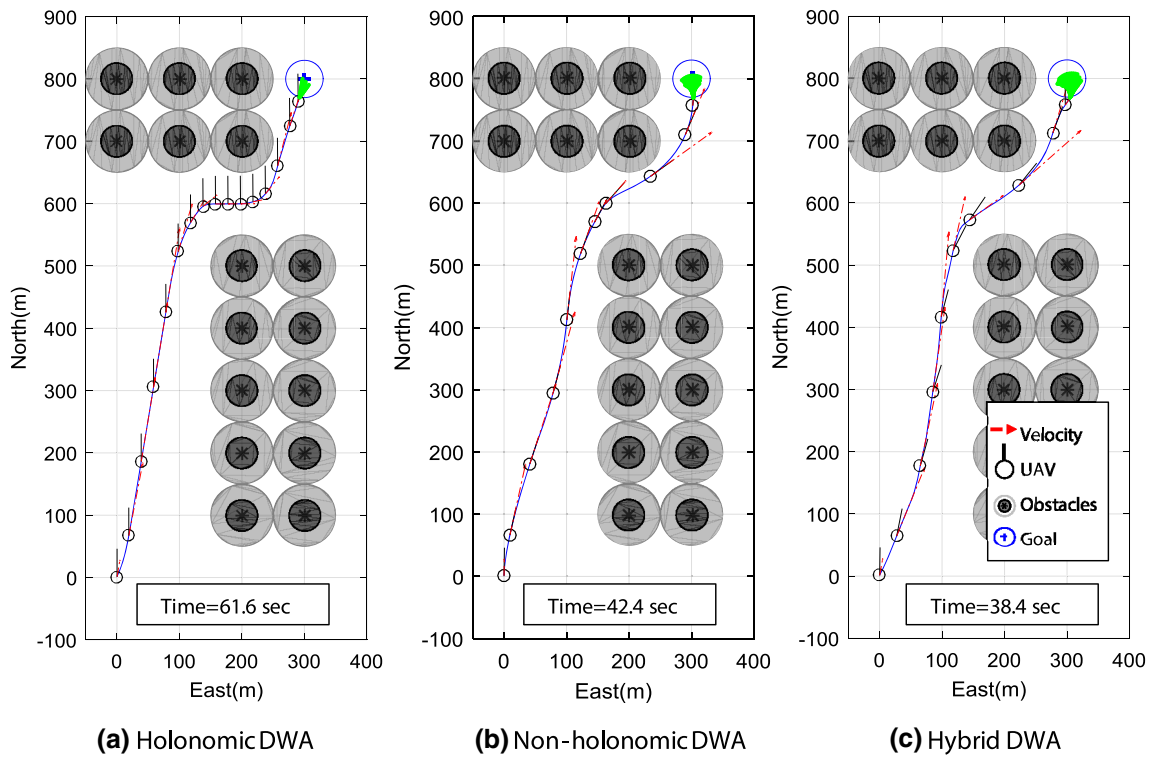 900
800
700
600
500
400
300
200
100
0
-100
North(m)
0 100 200 300 400
East(m)
Time=61.6 sec
(a) Holonomic DWA
900
800
700
600
500
400
300
200
100
0
-100
North(m)
0 100 200 300 400
East(m)
Time=42.4 sec
(b) Non-holonomic DWA
900
800
700
600
500
400
300
200
100
0
-100
North(m)
0 100 200 300 400
East(m)
Velocity
UAV
Obstacles
Goal
Time=38.4 sec
(c) Hybrid DWA